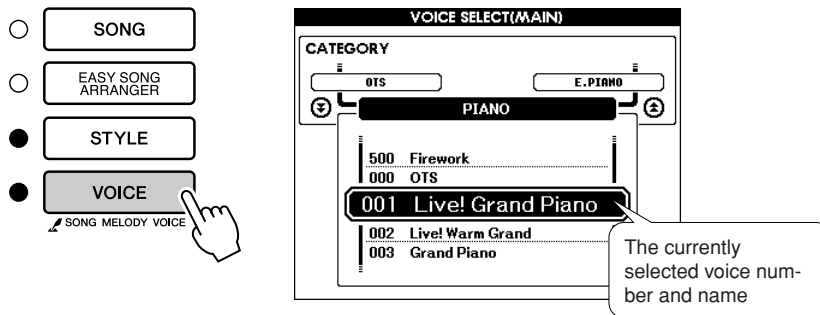 SONG
EASY SONG
ARRANGER
STYLE
VOICE
SONG MELODY VOICE
VOICE SELECT(MAIN)
CATEGORY
OTS
E.PIANO
PIANO
500 Firework
000 OTS
001 Live! Grand Piano
002 Live! Warm Grand
003 Grand Piano
The currently
selected voice num-
ber and name